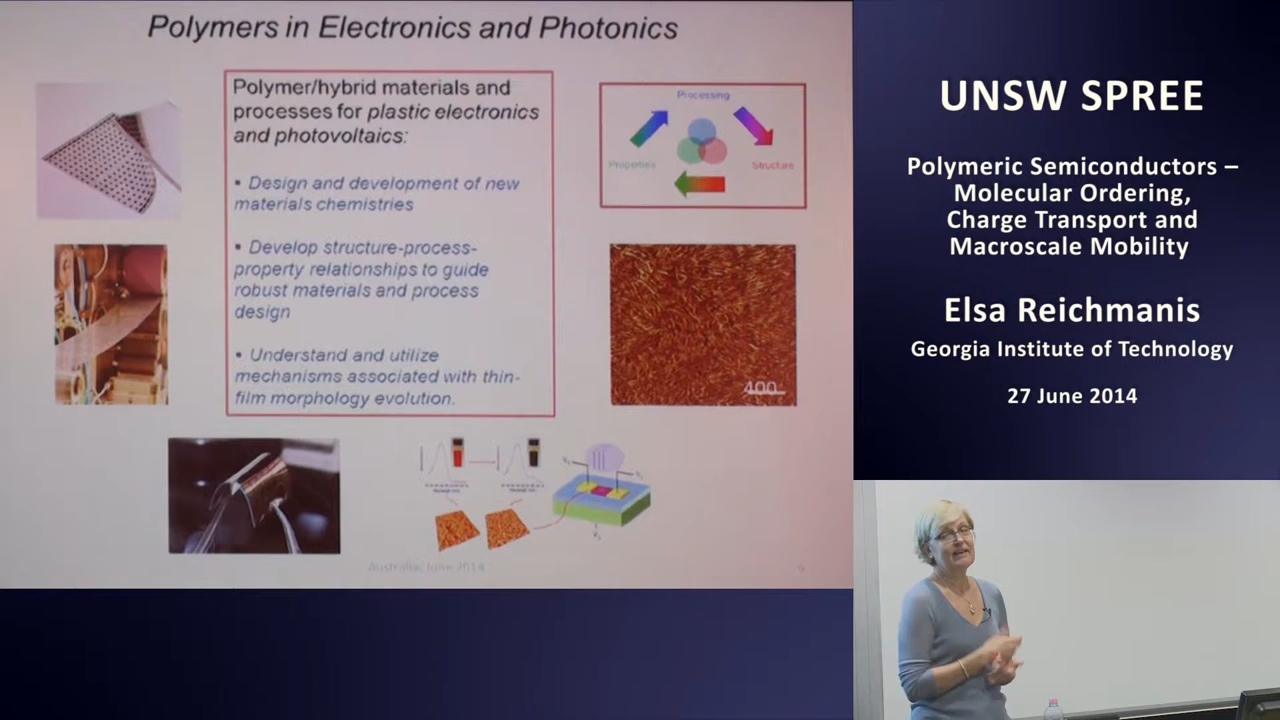 Polymers in Electronics and Photonics
Polymer/hybrid materials and
processes for plastic electronics
and photovoltaics:
▪ Design and development of new
materials chemistries
▪ Develop structure-process-
property relationships to guide
robust materials and process
design
▪ Understand and utilize
mechanisms associated with thin-
film morphology evolution.
Processing
Properties
Structure
400
Australia, June 2014
UNSW SPREE
Polymeric Semiconductors –
Molecular Ordering,
Charge Transport and
Macroscale Mobility
Elsa Reichmanis
Georgia Institute of Technology
27 June 2014